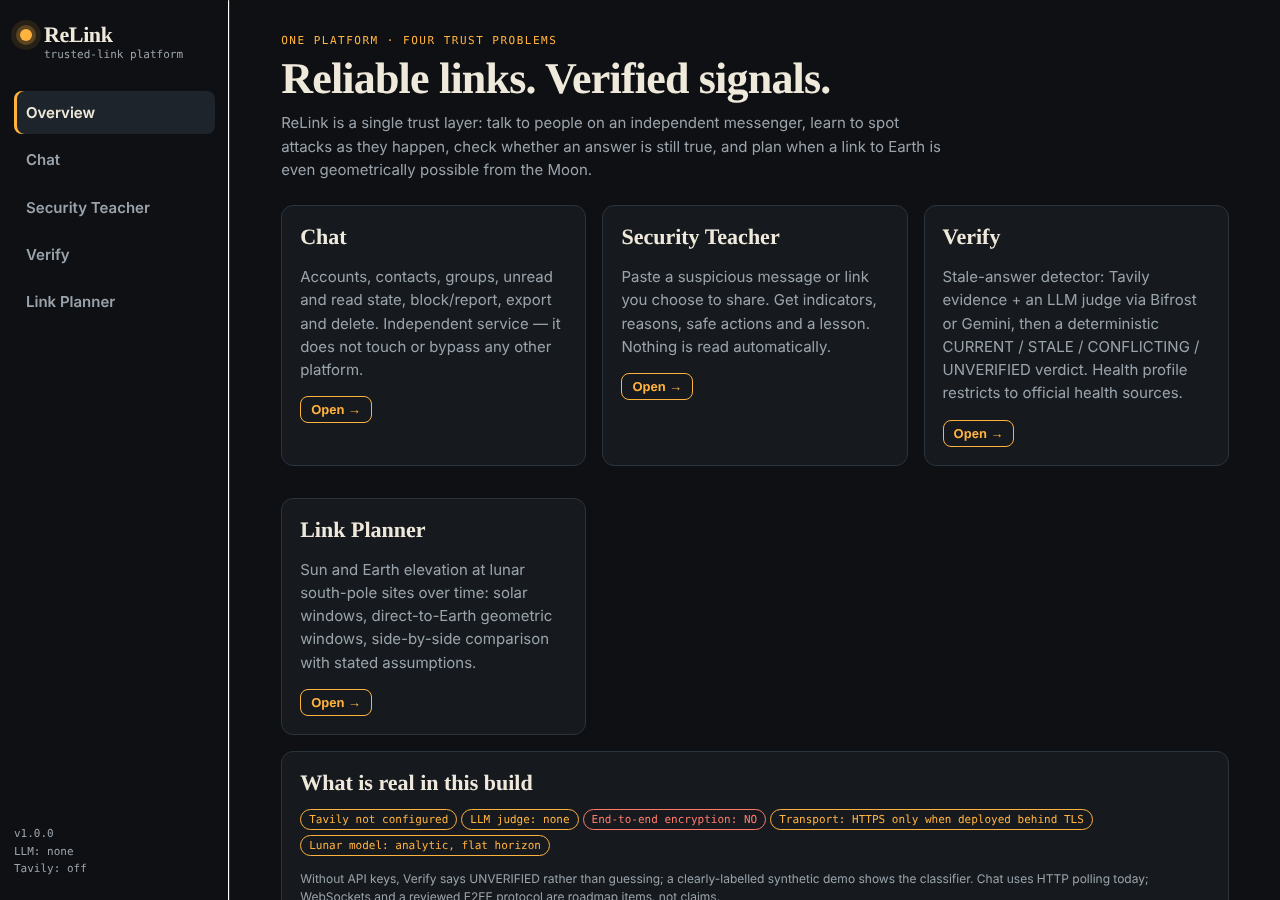 ReLink
trusted-link platform
Overview
Chat
Security Teacher
Verify
Link Planner
v1.0.0
LLM: none
Tavily: off
ONE PLATFORM · FOUR TRUST PROBLEMS
Reliable links. Verified signals.
ReLink is a single trust layer: talk to people on an independent messenger, learn to spot
attacks as they happen, check whether an answer is still true, and plan when a link to Earth is
even geometrically possible from the Moon.
Chat
Accounts, contacts, groups, unread
and read state, block/report, export
and delete. Independent service — it
does not touch or bypass any other
platform.
Open →
Security Teacher
Paste a suspicious message or link
you choose to share. Get indicators,
reasons, safe actions and a lesson.
Nothing is read automatically.
Open →
Verify
Stale-answer detector: Tavily
evidence + an LLM judge via Bifrost
or Gemini, then a deterministic
CURRENT / STALE / CONFLICTING /
UNVERIFIED verdict. Health profile
restricts to official health sources.
Open →
Link Planner
Sun and Earth elevation at lunar
south-pole sites over time: solar
windows, direct-to-Earth geometric
windows, side-by-side comparison
with stated assumptions.
Open →
What is real in this build
Tavily not configured LLM judge: none End-to-end encryption: NO Transport: HTTPS only when deployed behind TLS
Lunar model: analytic, flat horizon
Without API keys, Verify says UNVERIFIED rather than guessing; a clearly-labelled synthetic demo shows the classifier. Chat uses HTTP polling today;
WebSockets and a reviewed E2EE protocol are roadmap items, not claims.